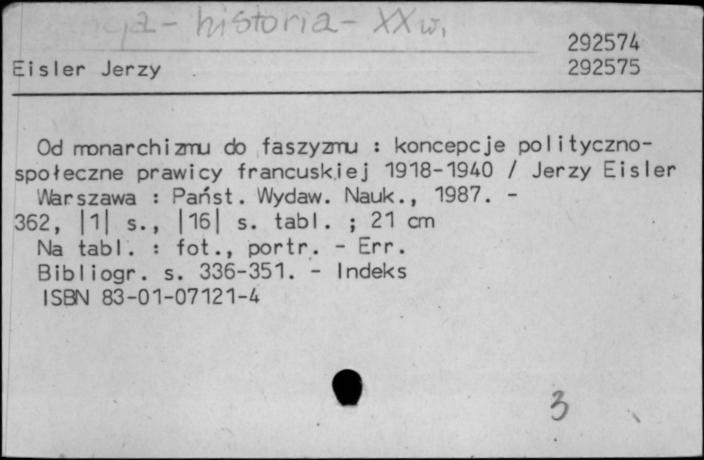 historia - XX w.
292574
Eisler Jerzy
292575
Od monarchizmu do faszyzmu : koncepcje polityczno-
społeczne prawicy francuskiej 1918-1940 / Jerzy Eisler
Warszawa : Państ. Wydaw. Nauk., 1987. -
362, |1| s., |16| s. tabl. ; 21 cm
Na tabl. : fot., portr. - Err.
Bibliogr. s. 336-351. - Indeks
ISBN 83-01-07121-4
3